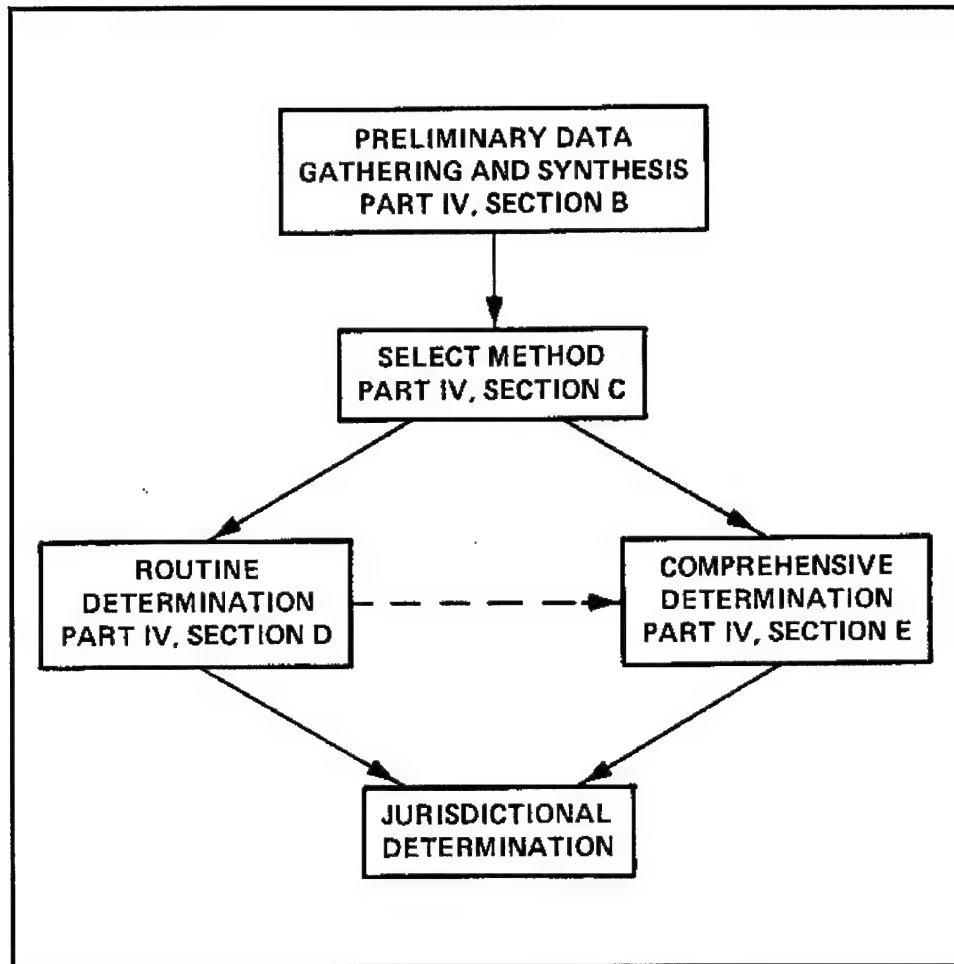 PRELIMINARY DATA
GATHERING AND SYNTHESIS
PART IV, SECTION B
SELECT METHOD
PART IV, SECTION C
ROUTINE
DETERMINATION
PART IV, SECTION D
COMPREHENSIVE
DETERMINATION
PART IV, SECTION E
JURISDICTIONAL
DETERMINATION